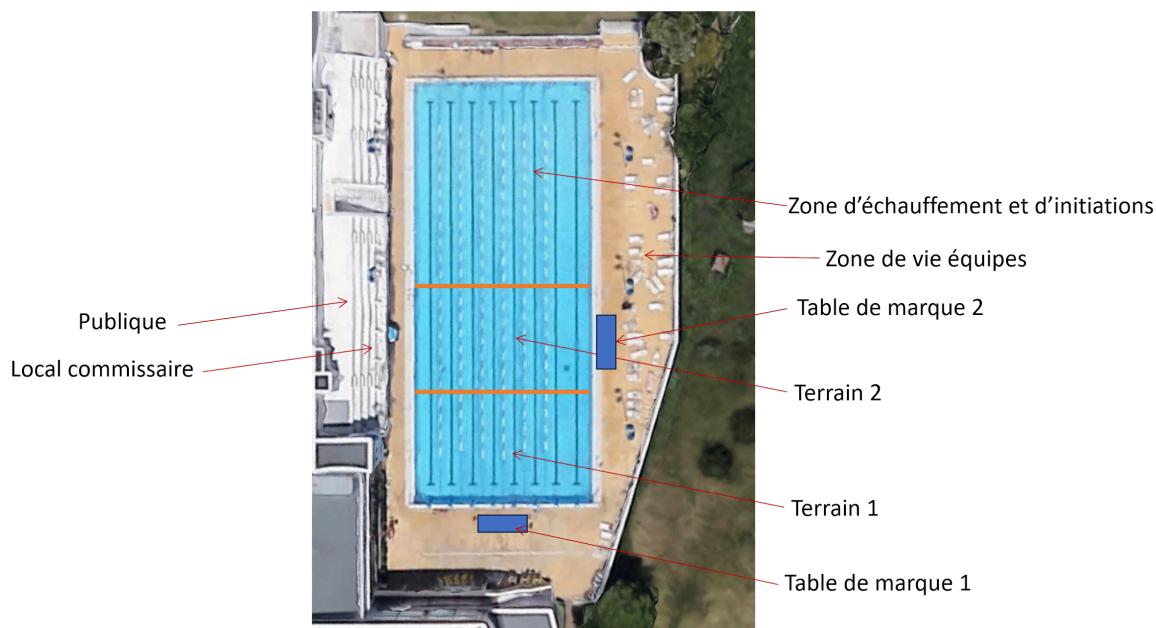 Zone d'échauffement et d'initiations
Zone de vie équipes
Table de marque 2
Publique
Local commissaire
Terrain 2
Terrain 1
Table de marque 1